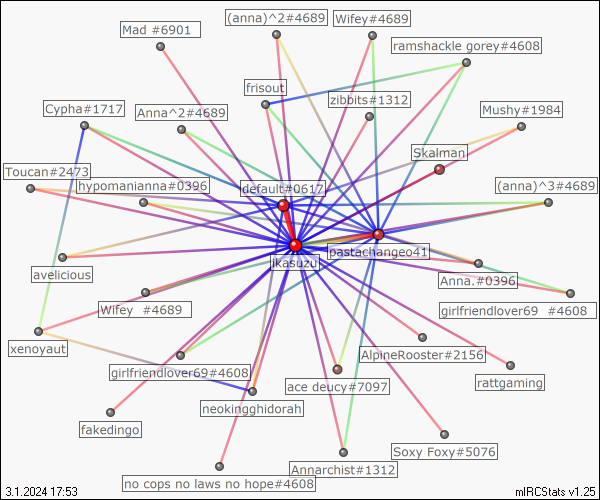 Mad #6901
(anna)^2#4689
Wifey#4689
ramshackle gorey#4608
frisout
zibbits#1312
Cypha#1717
Anna^2#4689
Mushy#1984
Skalman
Toucan#2473
hypomanianna#0396
default#0617
(anna)^3#4689
pastachangeo41
ikasuzu
avelicious
Anna.#0396
Wifey #4689
girlfriendlover69 #4608
xenoyaut
AlpineRooster#2156
girlfriendlover69#4608
ace deucy#7097
rattgaming
neokingghidorah
fakedingo
Soxy Foxy#5076
Annarchist#1312
no cops no laws no hope#4608
3.1.2024 17:53
mIRCStats v1.25